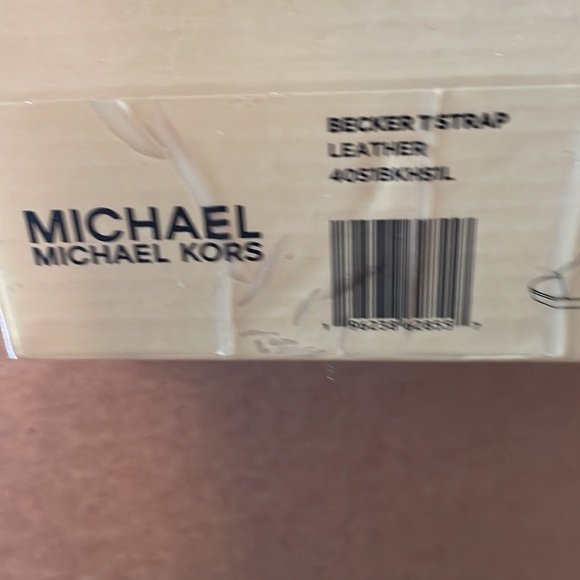 MICHAEL
MICHAEL KORS
BECKER T STRAP
LEATHER
40S1BKHS1L